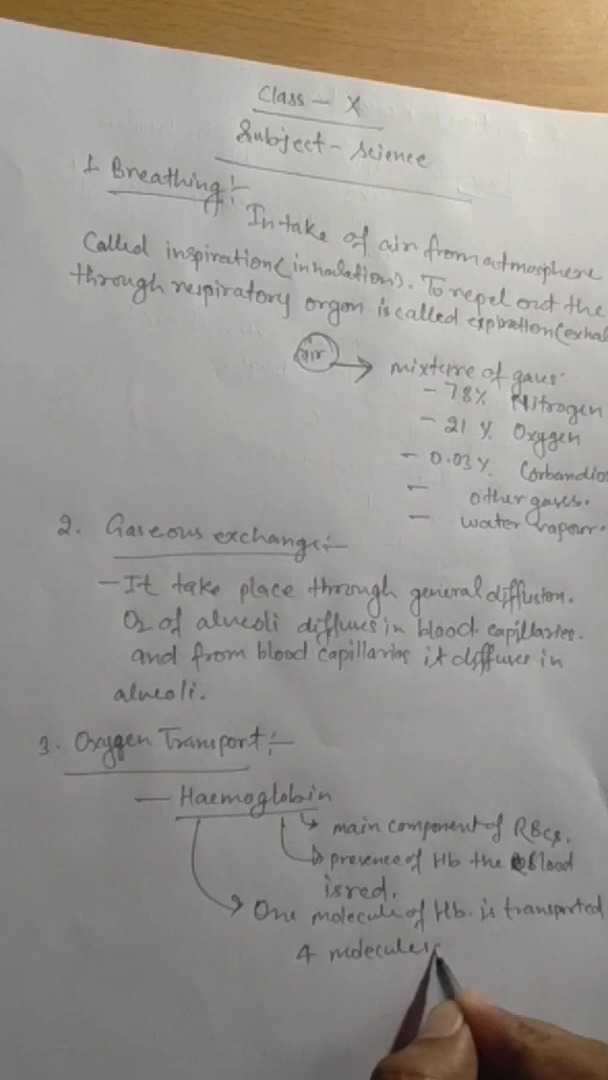 Class - X
Subject - Science
1 Breathing :-
Intake of air from atmosphere
Called inspiration (inhalation). To repel out the
through respiratory orgon is called expiration (exhal
air → mixture of gases
- 78% Nitrogen
- 21 % Oxygen
- 0.03 %. Corbandio
- other gases.
- water vapour.
2. Gaseous exchange :-
- It take place through general diffusion.
O2 of alveoli diffuses in blood capillaries.
and from blood capillaries it diffuses in
alveoli.
3. Oxygen Transport :-
- Haemoglobin
↳ main component of RBCs.
↳ presence of Hb the Blood
is red.
→ One molecule of Hb. is transported
4 molecules